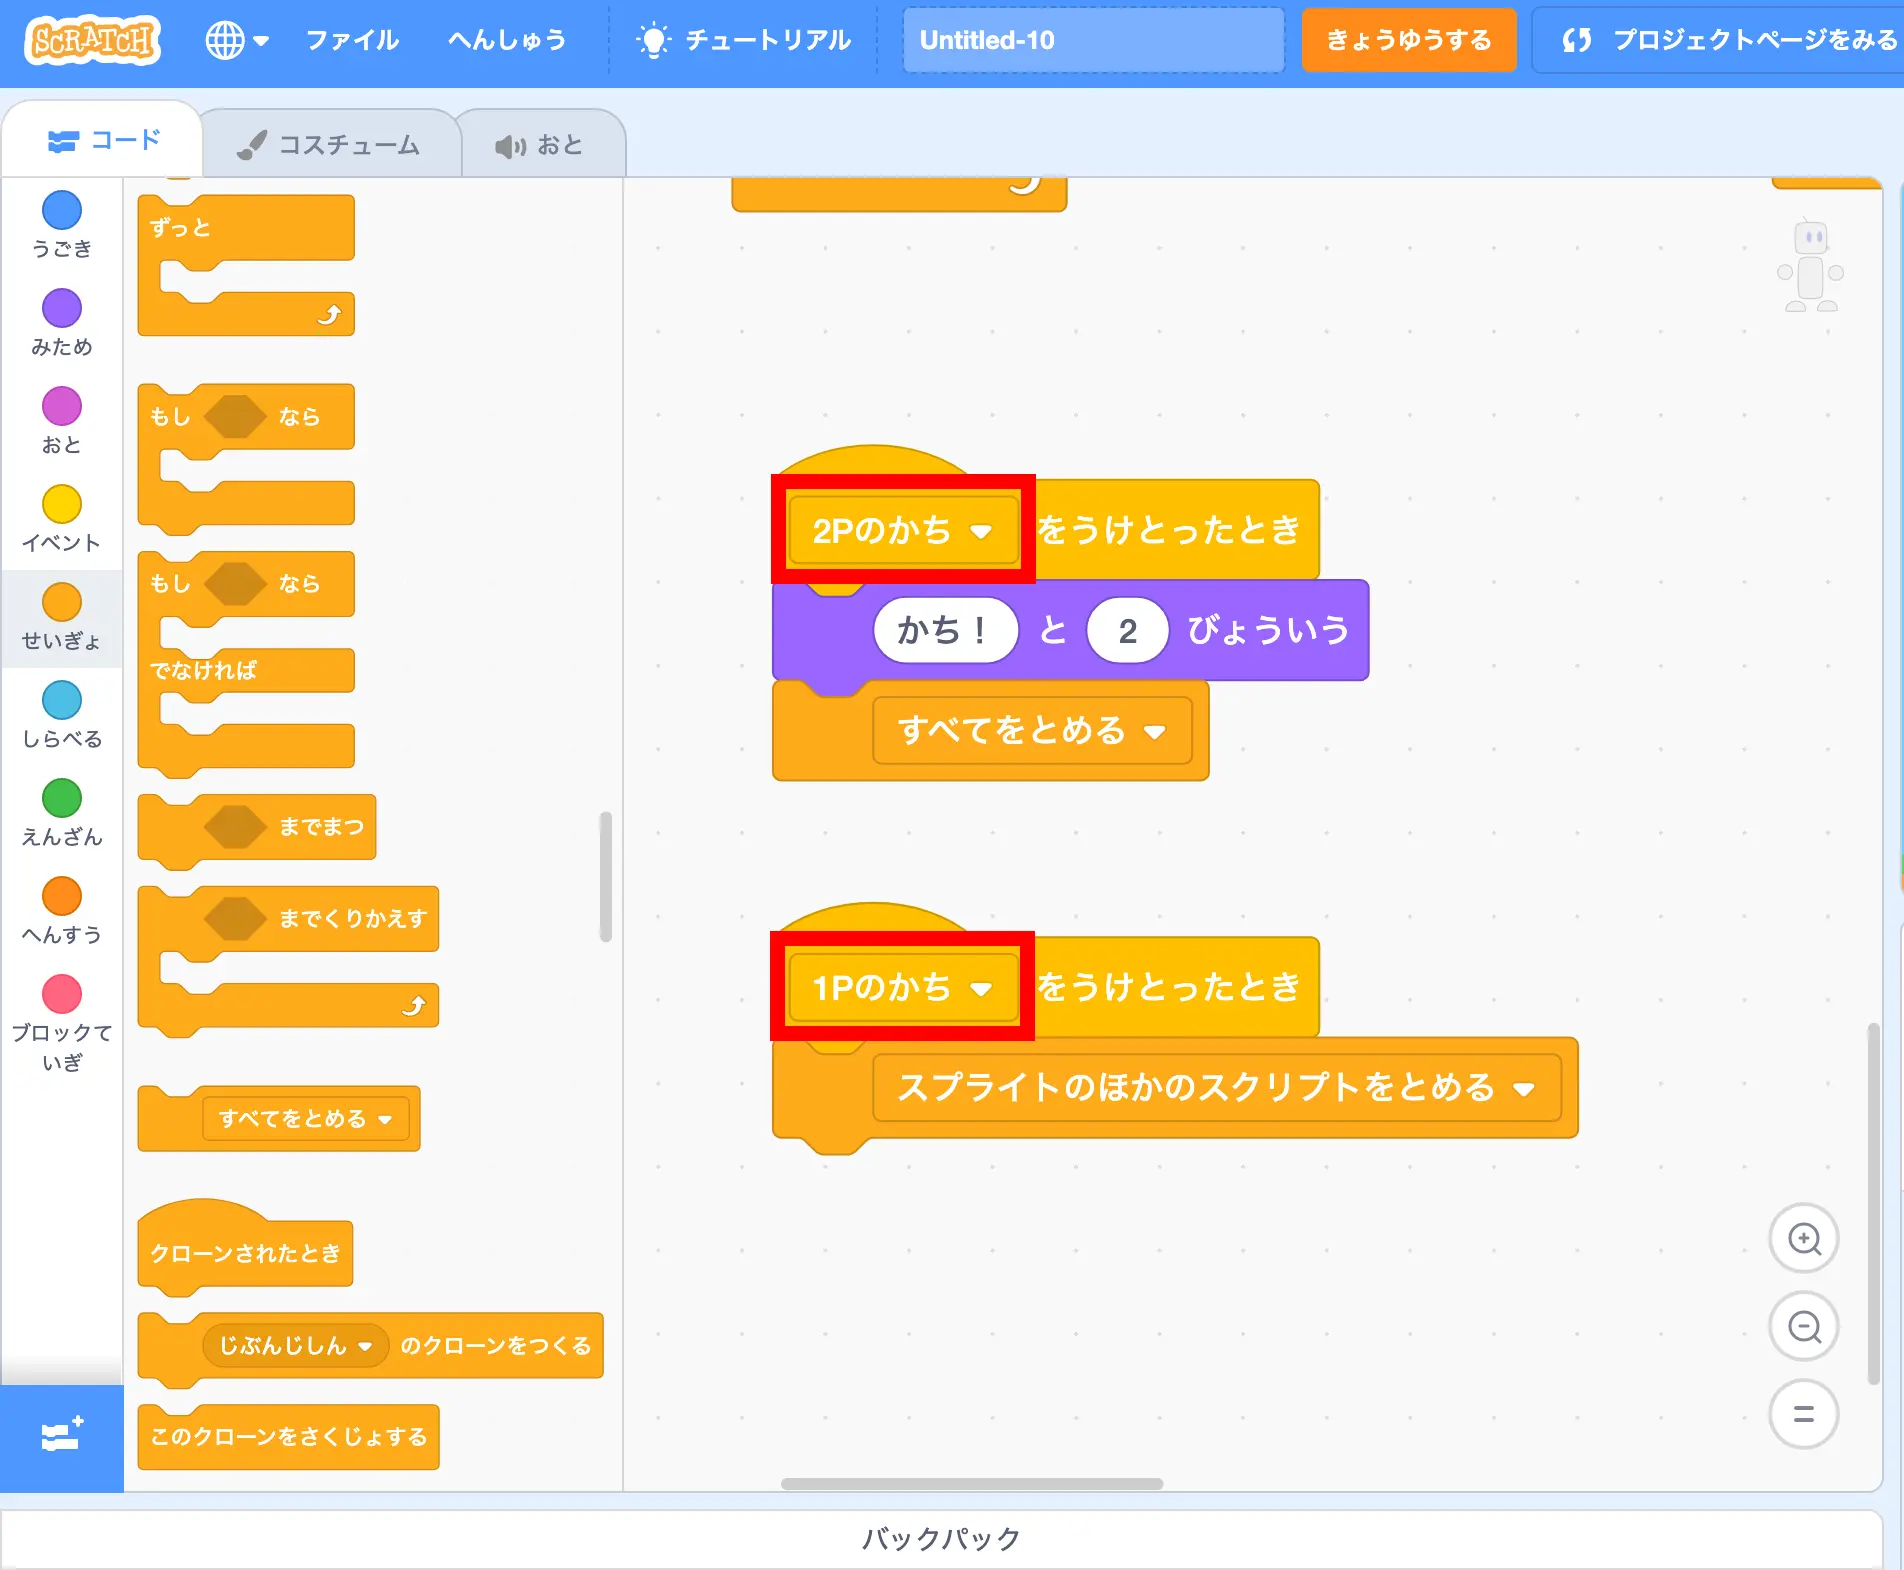 SCRATCH
ファイル
へんしゅう
チュートリアル
Untitled-10
きょうゆうする
プロジェクトページをみる
コード
コスチューム
おと
うごき
みため
おと
イベント
せいぎょ
しらべる
えんざん
へんすう
ブロックて
いぎ
ずっと
もし なら
もし なら
でなければ
までまつ
までくりかえす
すべてをとめる
クローンされたとき
じぶんじしん のクローンをつくる
このクローンをさくじょする
2Pのかち をうけとったとき
かち！ と 2 びょういう
すべてをとめる
1Pのかち をうけとったとき
スプライトのほかのスクリプトをとめる
バックパック